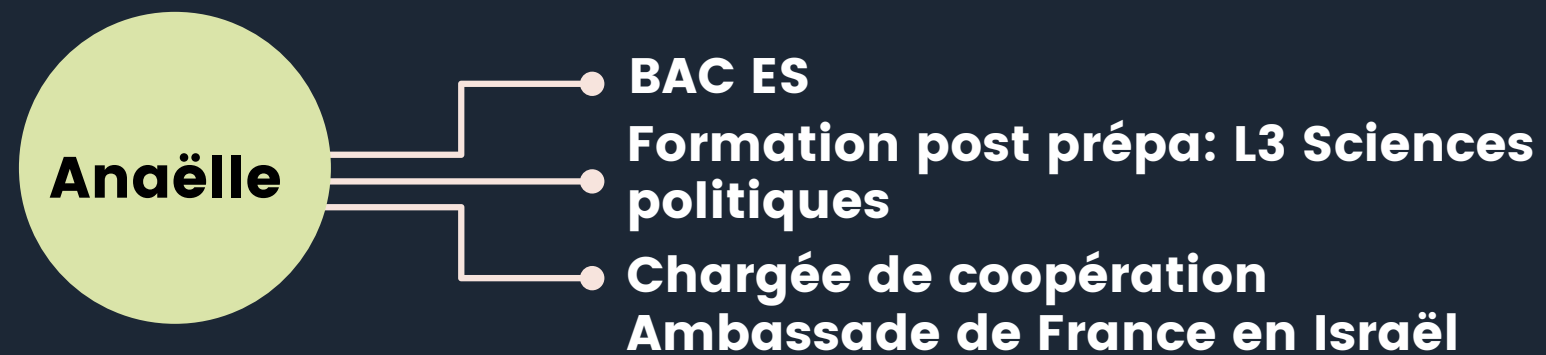 Anaëlle
BAC ES
Formation post prépa: L3 Sciences
politiques
Chargée de coopération
Ambassade de France en Israël